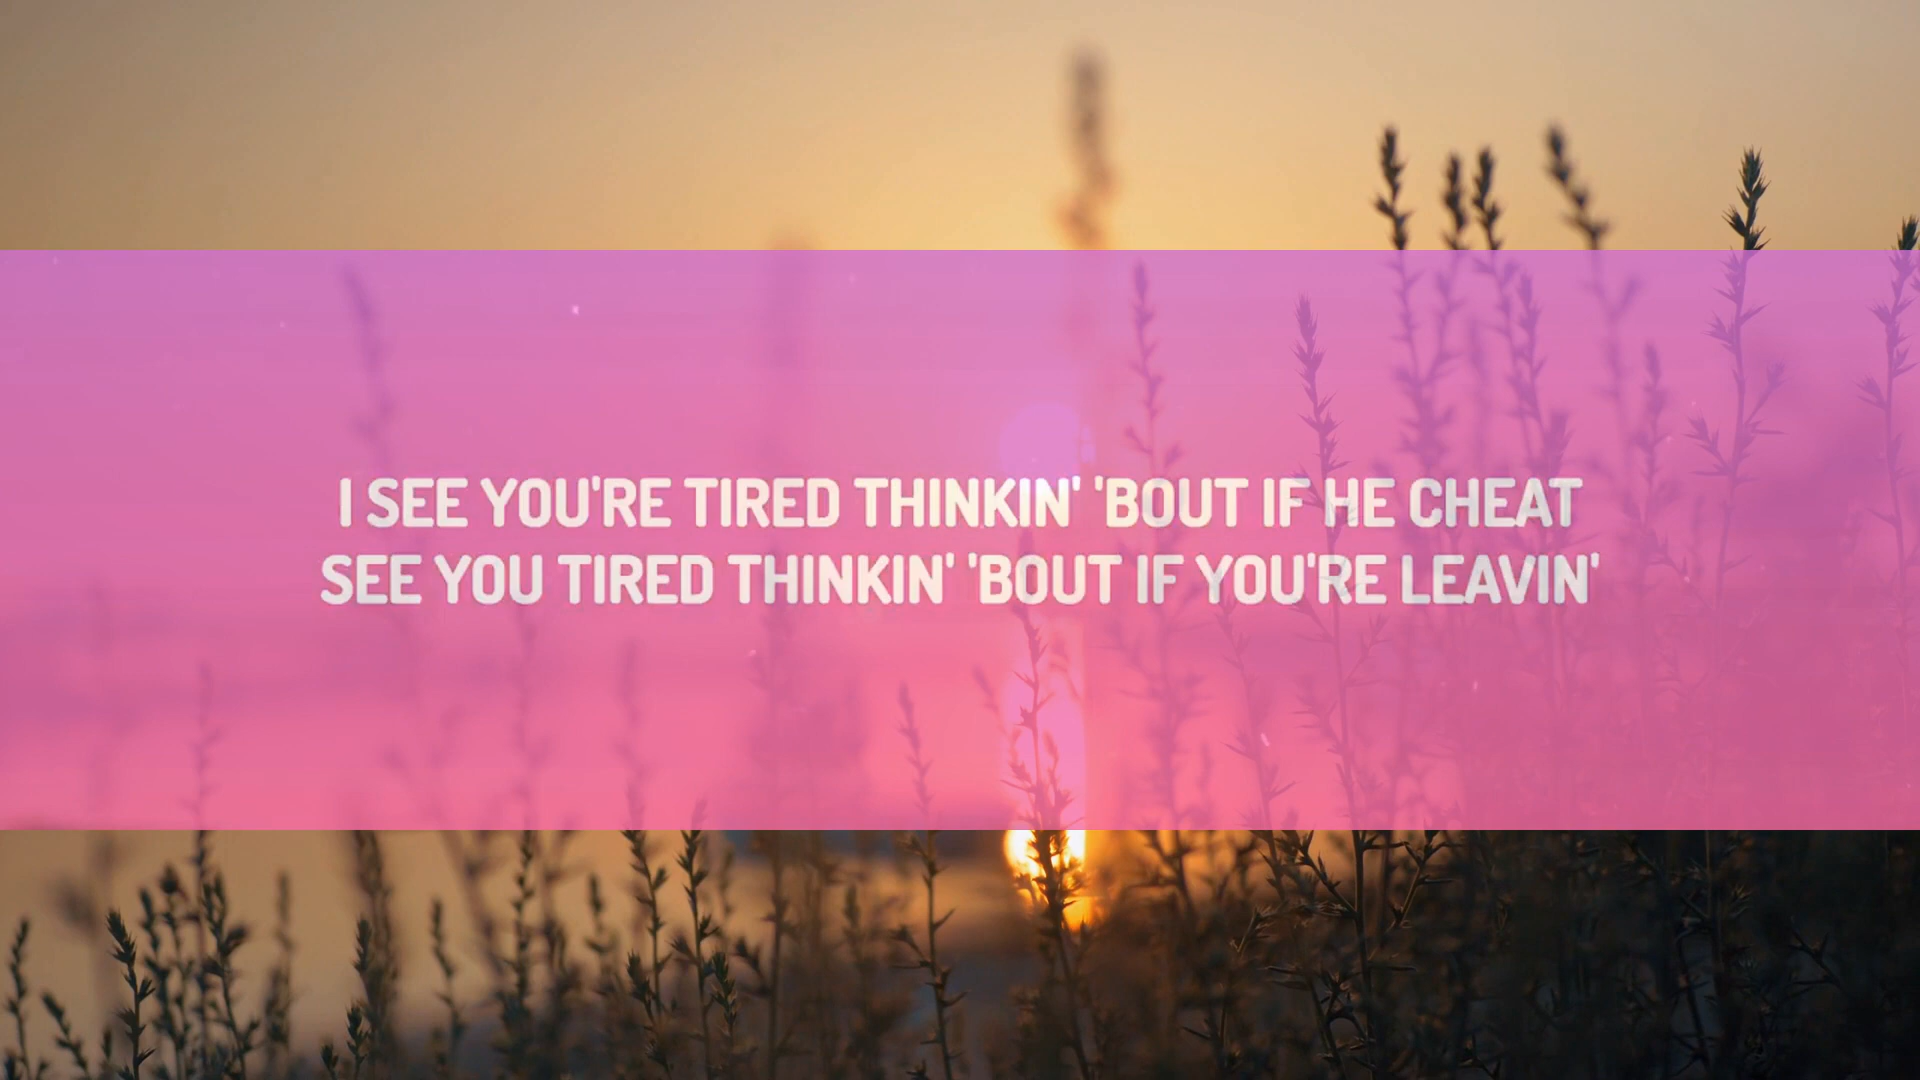 I SEE YOU'RE TIRED THINKIN' 'BOUT IF HE CHEAT
SEE YOU TIRED THINKIN' 'BOUT IF YOU'RE LEAVIN'